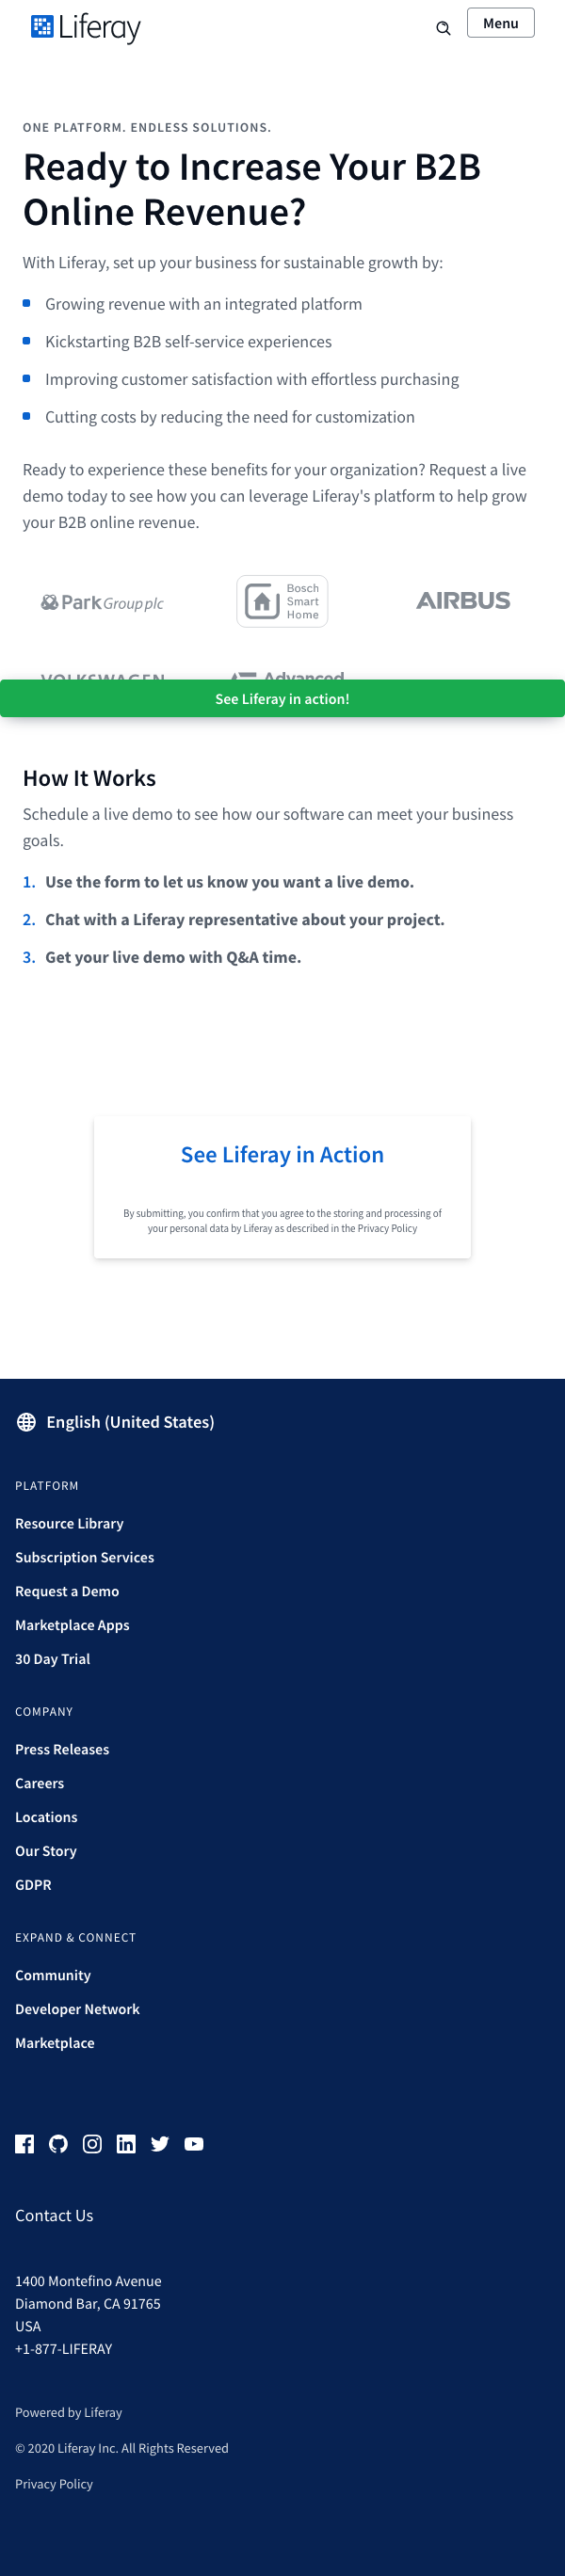 Liferay
Menu
ONE PLATFORM. ENDLESS SOLUTIONS.
Ready to Increase Your B2B
Online Revenue?
With Liferay, set up your business for sustainable growth by:
Growing revenue with an integrated platform
Kickstarting B2B self-service experiences
Improving customer satisfaction with effortless purchasing
Cutting costs by reducing the need for customization
Ready to experience these benefits for your organization? Request a live
demo today to see how you can leverage Liferay's platform to help grow
your B2B online revenue.
Park Group plc
Bosch
Smart
Home
AIRBUS
VOLKSWAGEN
Advanced
See Liferay in action!
How It Works
Schedule a live demo to see how our software can meet your business
goals.
1. Use the form to let us know you want a live demo.
2. Chat with a Liferay representative about your project.
3. Get your live demo with Q&A time.
See Liferay in Action
By submitting, you confirm that you agree to the storing and processing of
your personal data by Liferay as described in the Privacy Policy
English (United States)
PLATFORM
Resource Library
Subscription Services
Request a Demo
Marketplace Apps
30 Day Trial
COMPANY
Press Releases
Careers
Locations
Our Story
GDPR
EXPAND & CONNECT
Community
Developer Network
Marketplace
Contact Us
1400 Montefino Avenue
Diamond Bar, CA 91765
USA
+1-877-LIFERAY
Powered by Liferay
© 2020 Liferay Inc. All Rights Reserved
Privacy Policy